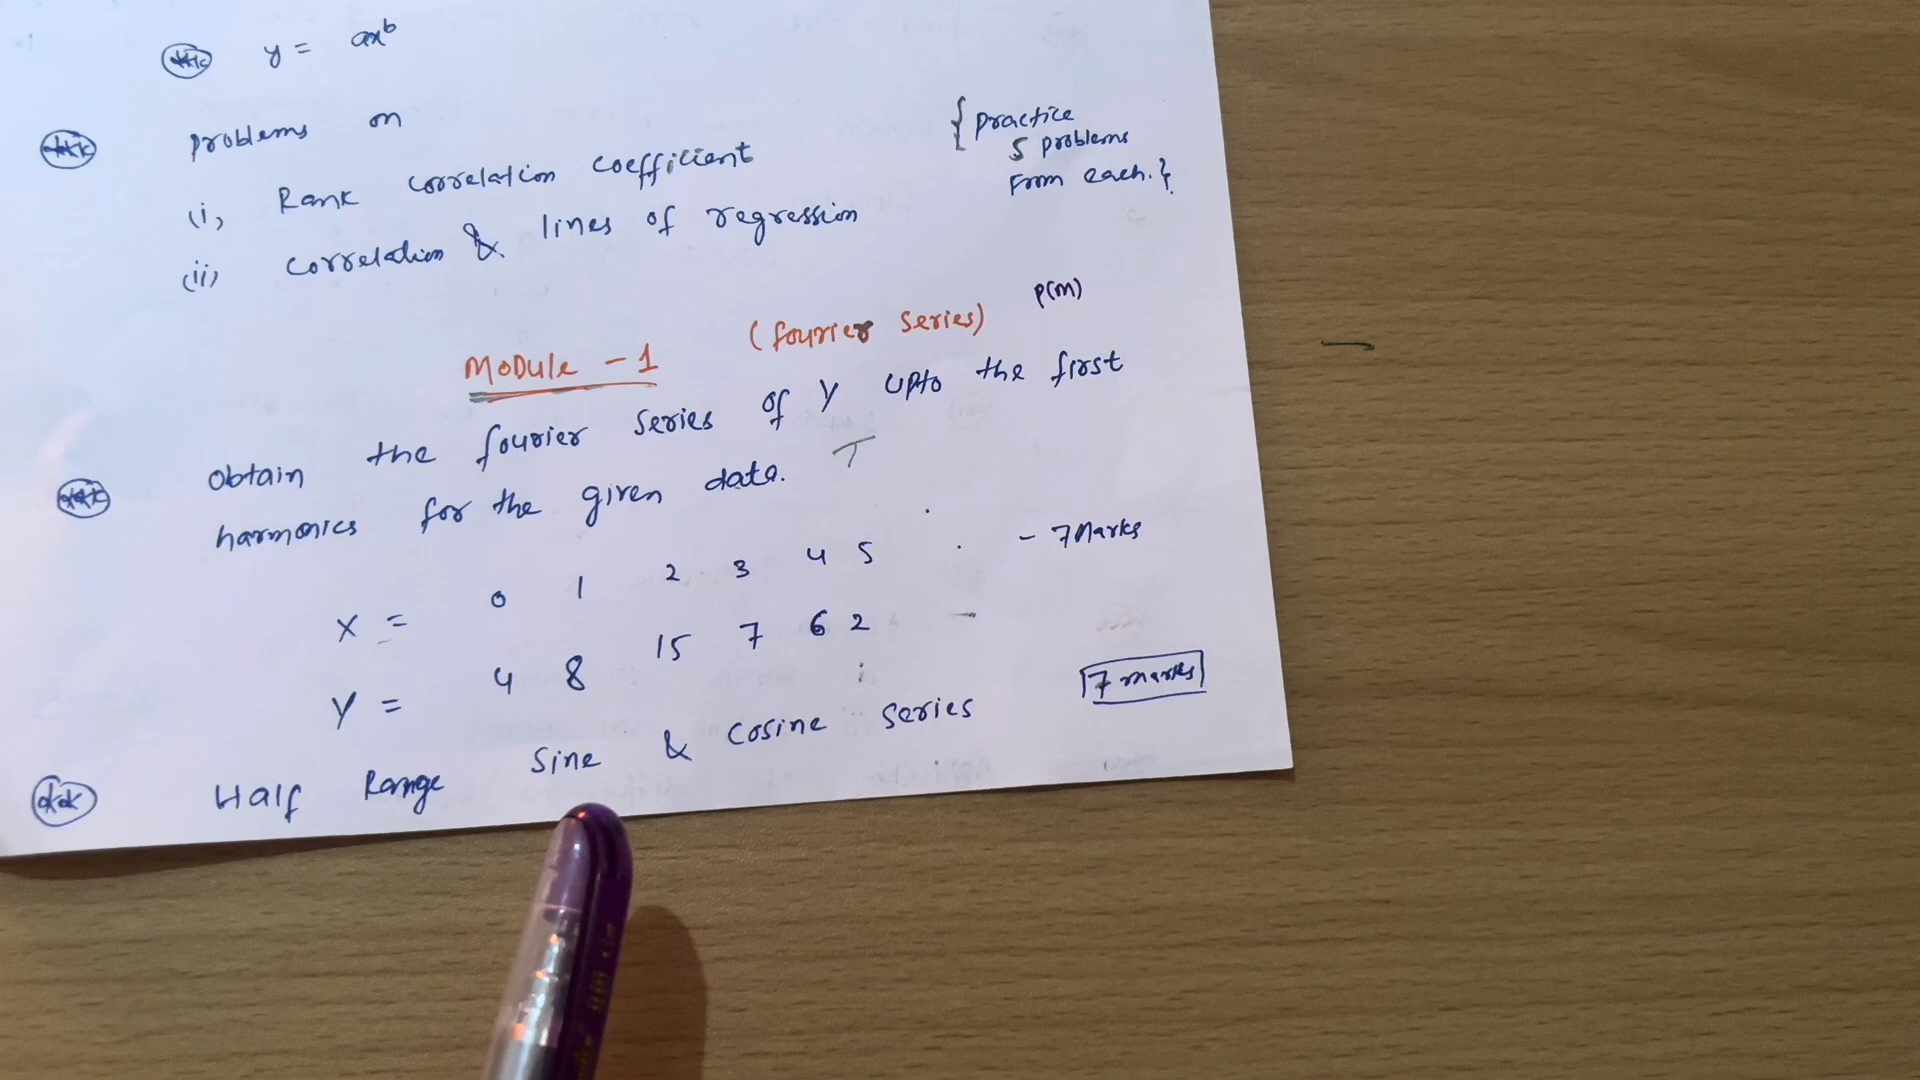 y = ax^b
problems on
(i) Rank correlation coefficient
(ii) correlation & lines of regression
{ practice
5 problems
From each. }
Module - 1 (fourier series) P(M)
obtain the fourier series of y upto the first
harmonics for the given data.
- 7 Marks
X = 0 1 2 3 4 5
Y = 4 8 15 7 6 2
Half Range Sine & Cosine series
7 marks